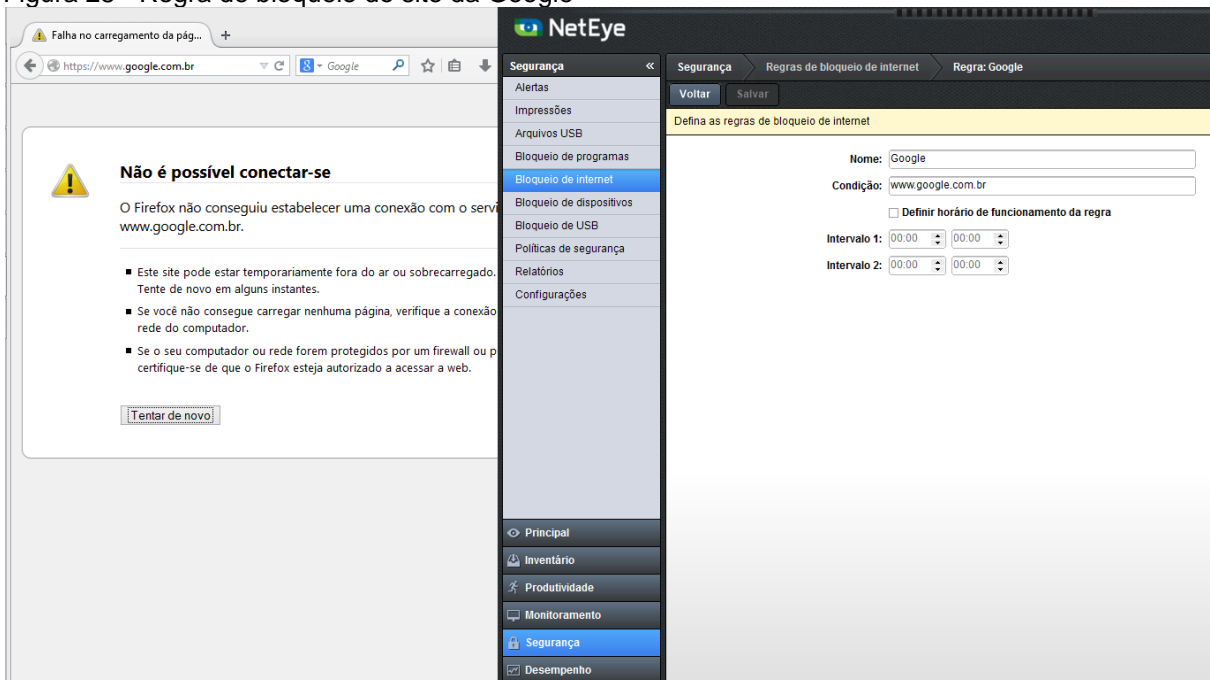 Figura 28 - Regra de bloqueio do site da Google
Falha no carregamento da pág... +
https://www.google.com.br
Google
Não é possível conectar-se
O Firefox não conseguiu estabelecer uma conexão com o servi
www.google.com.br.
Este site pode estar temporariamente fora do ar ou sobrecarregado.
Tente de novo em alguns instantes.
Se você não consegue carregar nenhuma página, verifique a conexão
rede do computador.
Se o seu computador ou rede forem protegidos por um firewall ou p
certifique-se de que o Firefox esteja autorizado a acessar a web.
Tentar de novo
NetEye
Segurança «
Alertas
Impressões
Arquivos USB
Bloqueio de programas
Bloqueio de internet
Bloqueio de dispositivos
Bloqueio de USB
Políticas de segurança
Relatórios
Configurações
Principal
Inventário
Produtividade
Monitoramento
Segurança
Desempenho
Segurança Regras de bloqueio de internet Regra: Google
Voltar Salvar
Defina as regras de bloqueio de internet
Nome: Google
Condição: www.google.com.br
Definir horário de funcionamento da regra
Intervalo 1: 00:00 00:00
Intervalo 2: 00:00 00:00